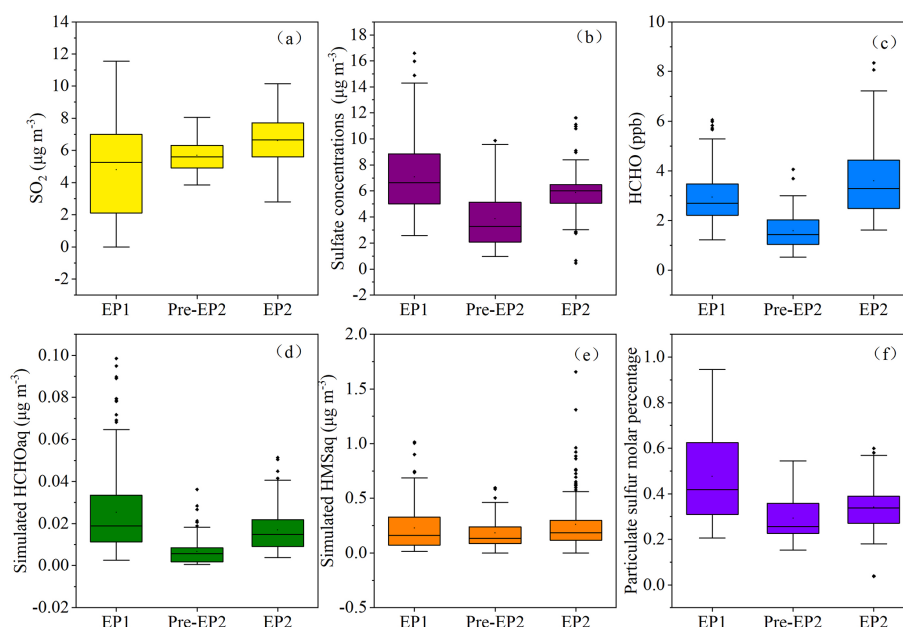 14
12
10
8
6
4
2
0
-2
SO₂ (μg m⁻³)
(a)
EP1 Pre-EP2 EP2
18
16
14
12
10
8
6
4
2
0
-2
Sulfate concentrations (μg m⁻³)
(b)
EP1 Pre-EP2 EP2
10
8
6
4
2
0
HCHO (ppb)
(c)
EP1 Pre-EP2 EP2
0.10
0.08
0.06
0.04
0.02
0.00
-0.02
Simulated HCHOaq (μg m⁻³)
(d)
EP1 Pre-EP2 EP2
2.0
1.5
1.0
0.5
0.0
-0.5
Simulated HMSaq (μg m⁻³)
(e)
EP1 Pre-EP2 EP2
1.0
0.8
0.6
0.4
0.2
0.0
Particulate sulfur molar percentage
(f)
EP1 Pre-EP2 EP2